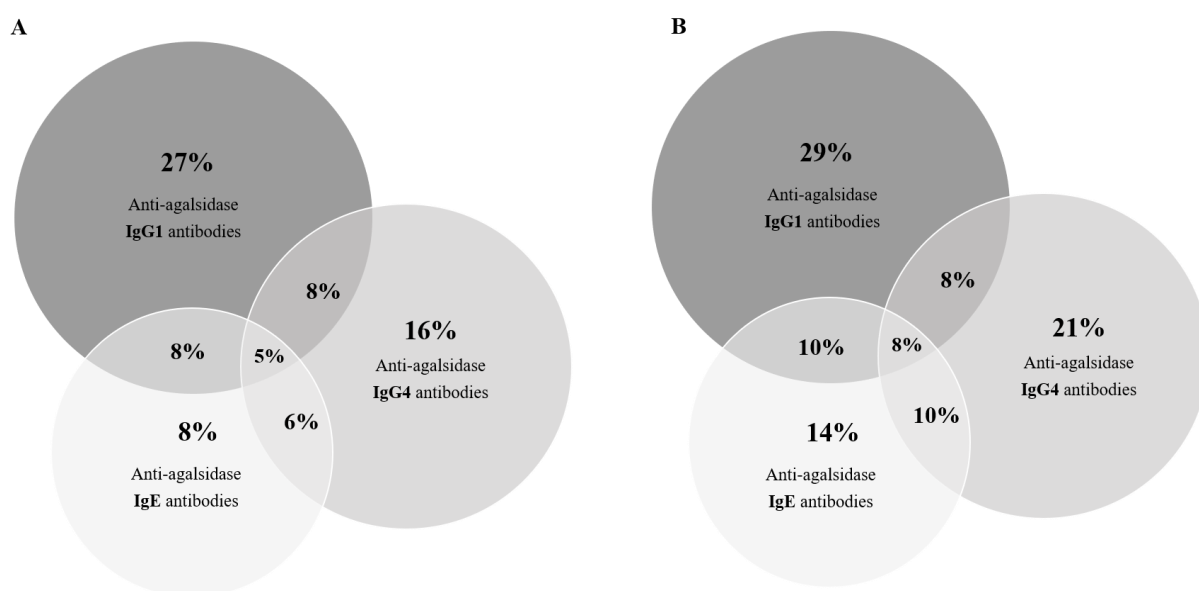 A
27%
Anti-agalsidase
IgG1 antibodies
8%
16%
Anti-agalsidase
IgG4 antibodies
8%
5%
6%
8%
Anti-agalsidase
IgE antibodies
B
29%
Anti-agalsidase
IgG1 antibodies
8%
21%
Anti-agalsidase
IgG4 antibodies
10%
8%
10%
14%
Anti-agalsidase
IgE antibodies